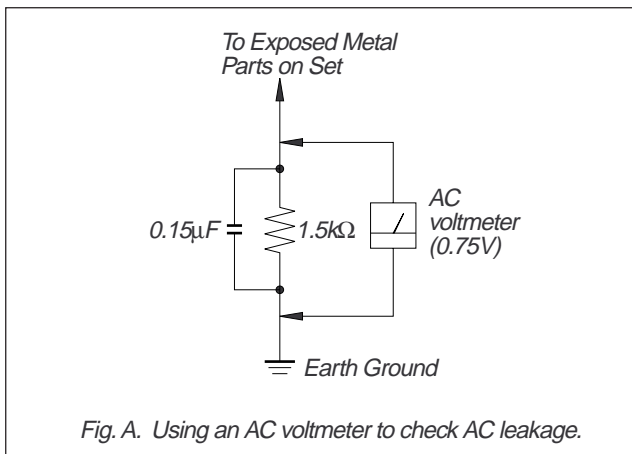 To Exposed Metal
Parts on Set
0.15µF
1.5kΩ
AC
voltmeter
(0.75V)
Earth Ground
Fig. A. Using an AC voltmeter to check AC leakage.